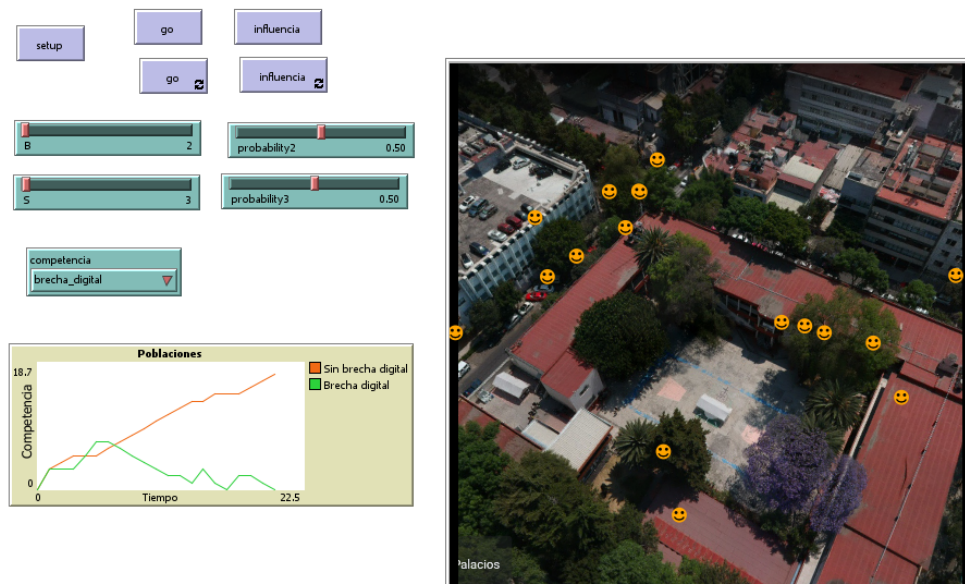 setup
go
influencia
go
influencia
B 2
probability2 0.50
S 3
probability3 0.50
competencia
brecha_digital
Poblaciones
18.7
Competencia
0
0
Tiempo
22.5
Sin brecha digital
Brecha digital
Palacios